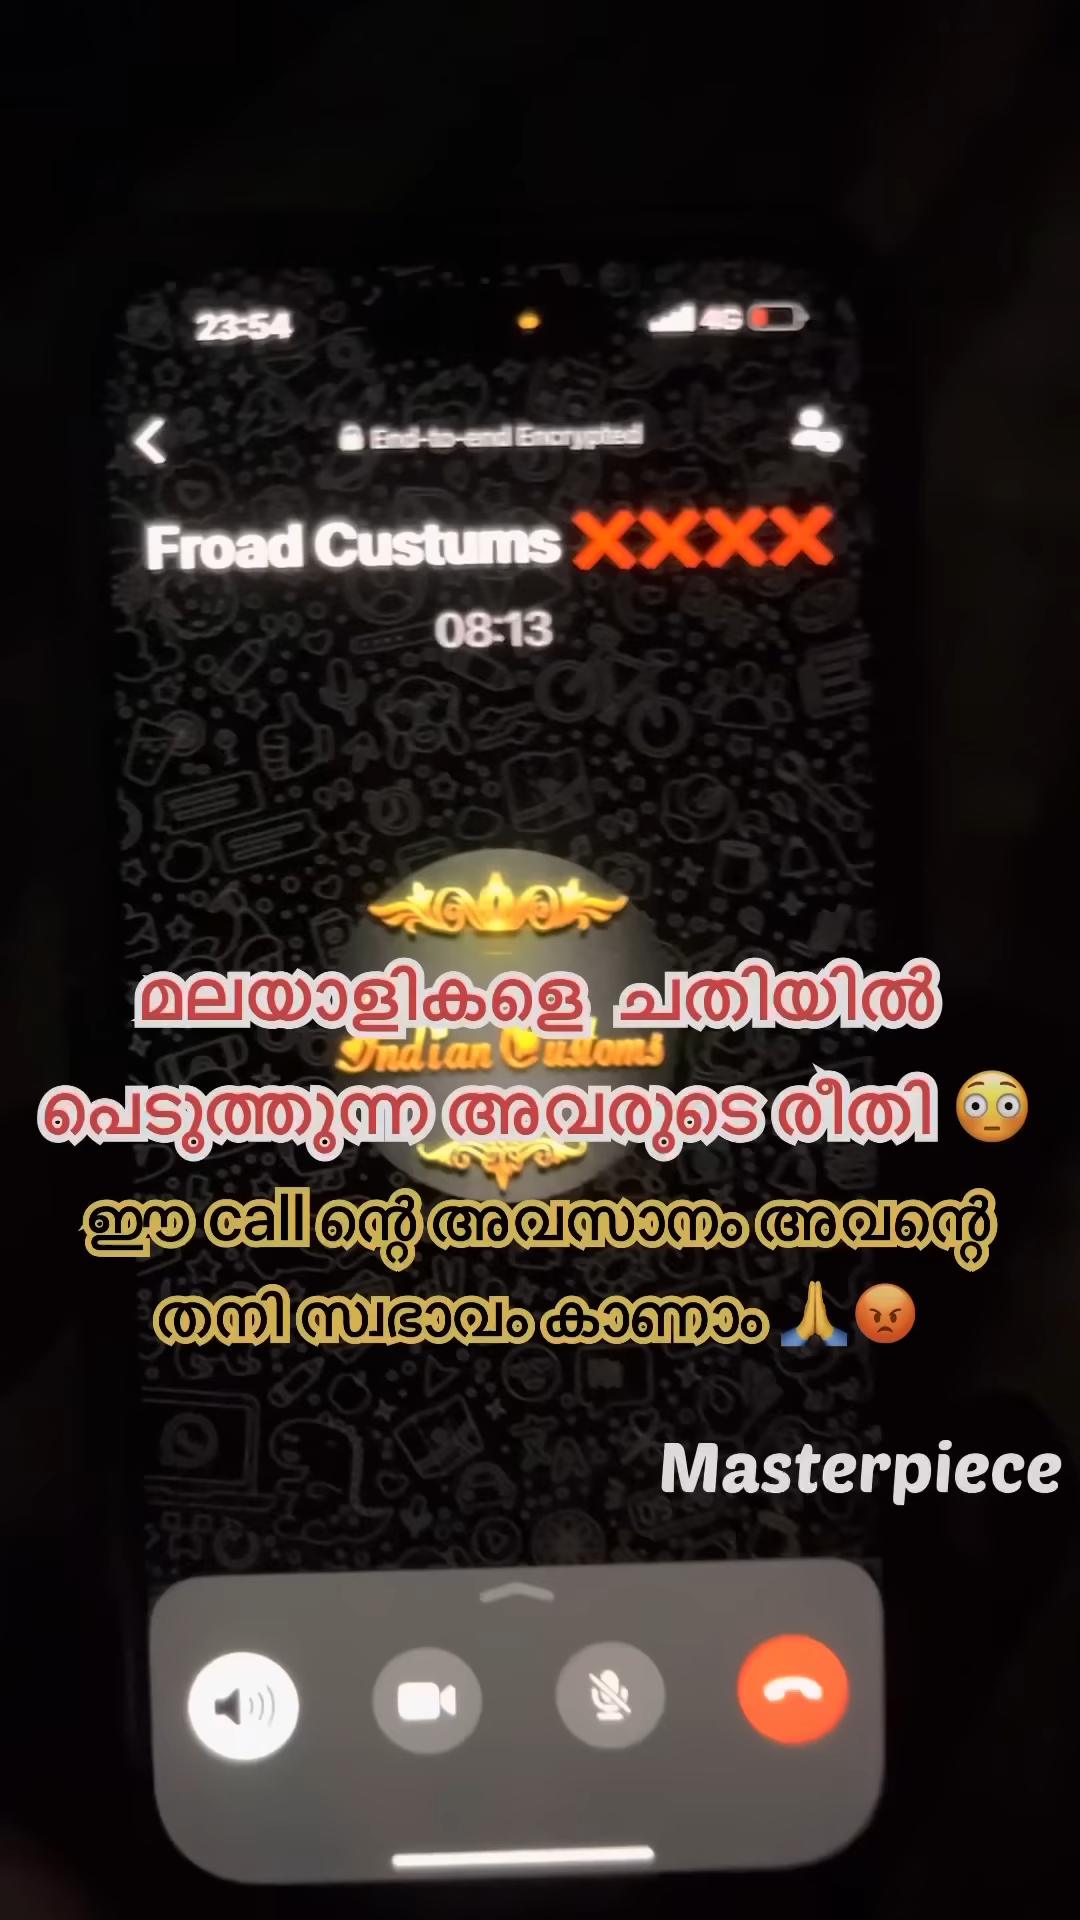 23:54
4G
End-to-end Encrypted
Froad Custums ❌❌❌❌
08:13
മലയാളികളെ ചതിയിൽ
Indian Customs
പെടുത്തുന്ന അവരുടെ രീതി 😳
ഈ call ന്റെ അവസാനം അവന്റെ
തനി സ്വഭാവം കാണാം 🙏😡
Masterpiece